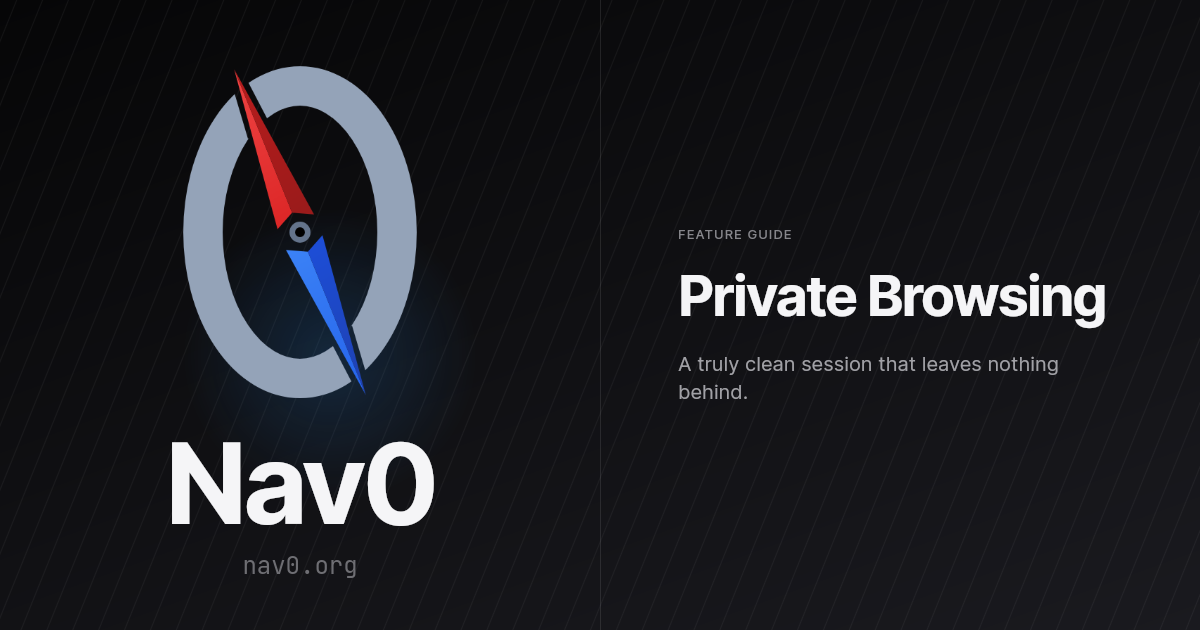 Nav0
nav0.org
FEATURE GUIDE
Private Browsing
A truly clean session that leaves nothing
behind.